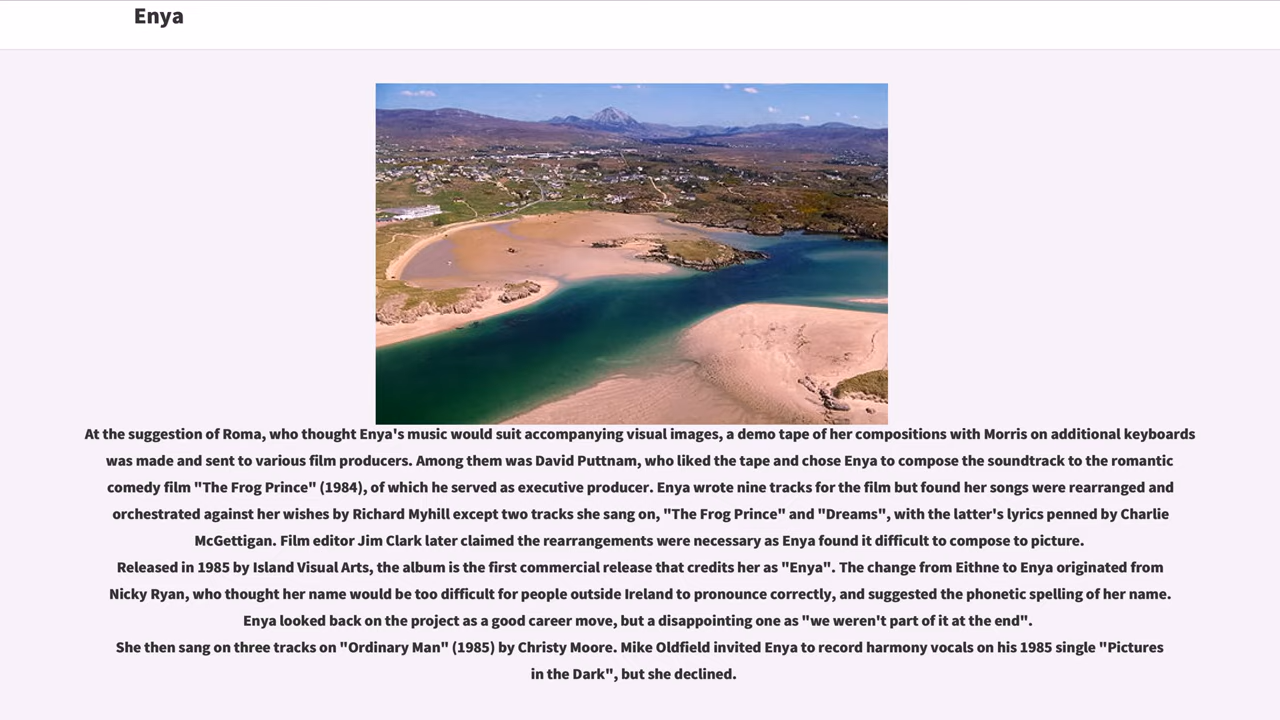 Enya
At the suggestion of Roma, who thought Enya's music would suit accompanying visual images, a demo tape of her compositions with Morris on additional keyboards
was made and sent to various film producers. Among them was David Puttnam, who liked the tape and chose Enya to compose the soundtrack to the romantic
comedy film "The Frog Prince" (1984), of which he served as executive producer. Enya wrote nine tracks for the film but found her songs were rearranged and
orchestrated against her wishes by Richard Myhill except two tracks she sang on, "The Frog Prince" and "Dreams", with the latter's lyrics penned by Charlie
McGettigan. Film editor Jim Clark later claimed the rearrangements were necessary as Enya found it difficult to compose to picture.
Released in 1985 by Island Visual Arts, the album is the first commercial release that credits her as "Enya". The change from Eithne to Enya originated from
Nicky Ryan, who thought her name would be too difficult for people outside Ireland to pronounce correctly, and suggested the phonetic spelling of her name.
Enya looked back on the project as a good career move, but a disappointing one as "we weren't part of it at the end".
She then sang on three tracks on "Ordinary Man" (1985) by Christy Moore. Mike Oldfield invited Enya to record harmony vocals on his 1985 single "Pictures
in the Dark", but she declined.